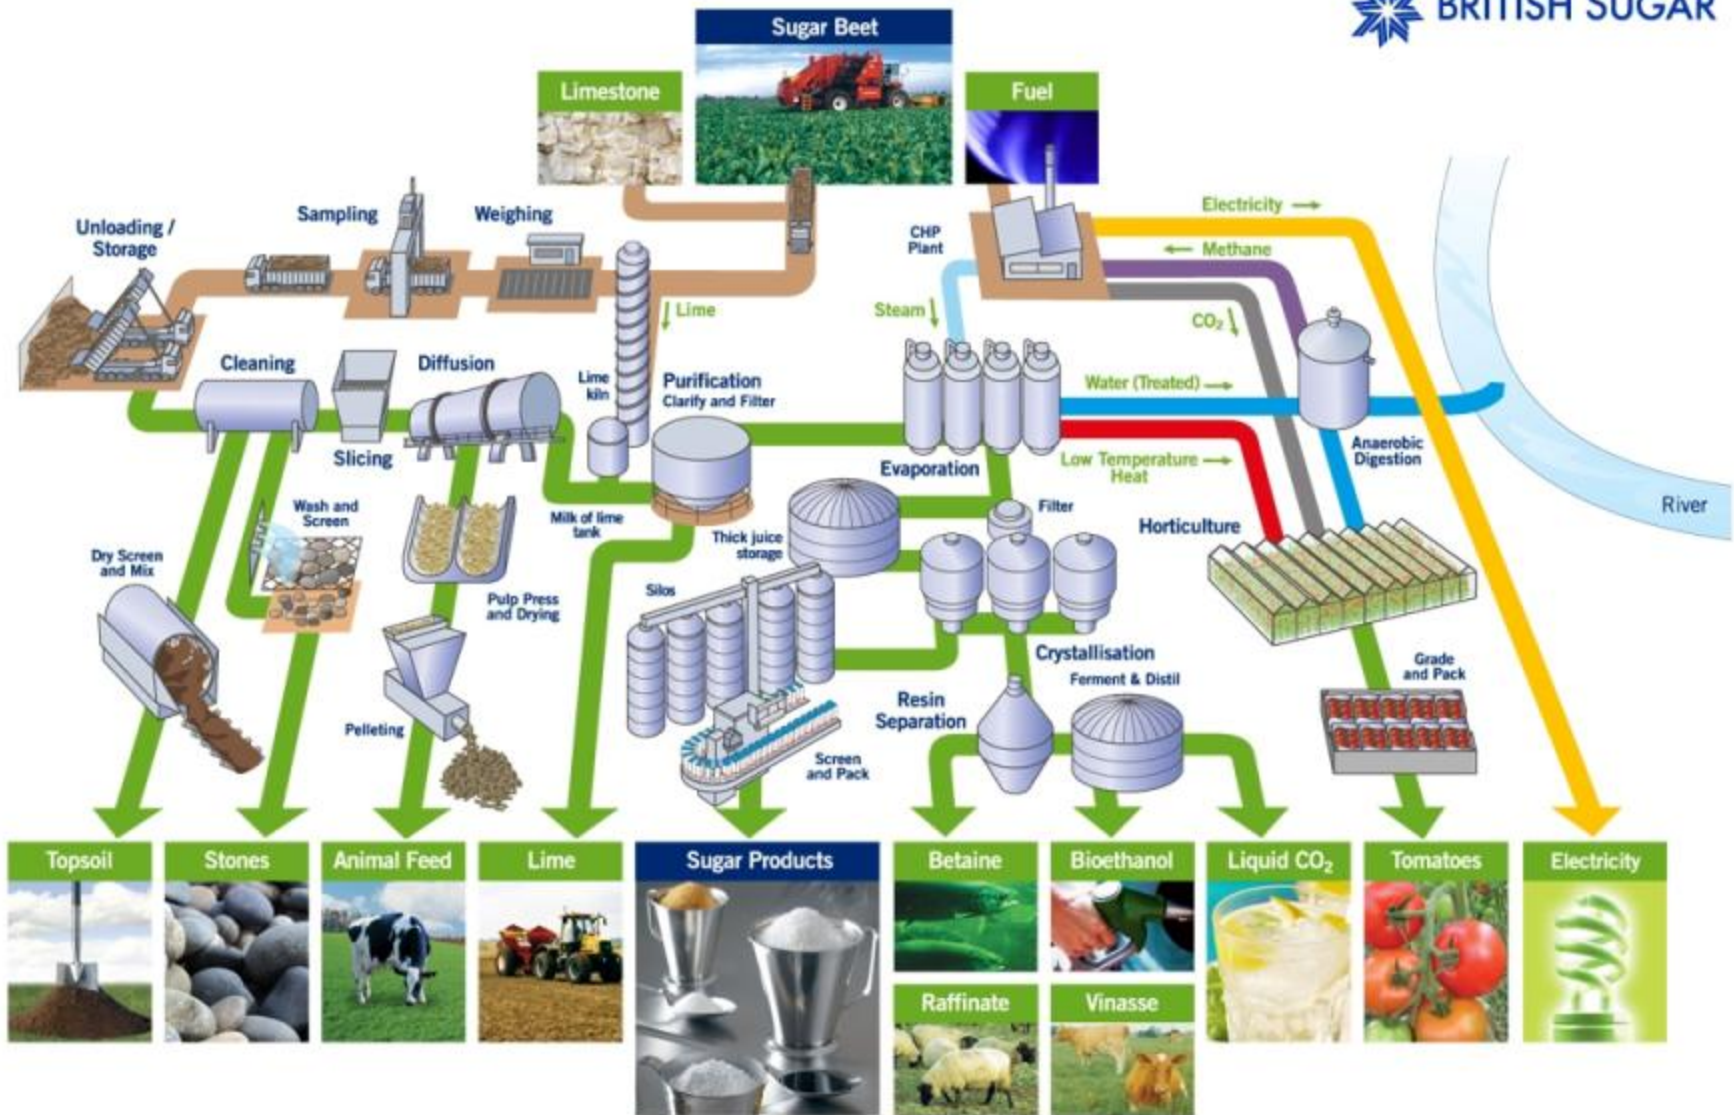 BRITISH SUGAR
Sugar Beet
Limestone
Fuel
Unloading /
Storage
Sampling
Weighing
CHP
Plant
Electricity
Methane
Lime
Steam
CO₂
Cleaning
Diffusion
Lime
kiln
Purification
Clarify and Filter
Water (Treated)
Slicing
Evaporation
Low Temperature
Heat
Anaerobic
Digestion
River
Wash and
Screen
Milk of lime
tank
Thick juice
storage
Filter
Horticulture
Dry Screen
and Mix
Pulp Press
and Drying
Silos
Crystallisation
Ferment & Distil
Grade
and Pack
Resin
Separation
Pelleting
Screen
and Pack
Topsoil
Stones
Animal Feed
Lime
Sugar Products
Betaine
Bioethanol
Liquid CO₂
Tomatoes
Electricity
Raffinate
Vinasse